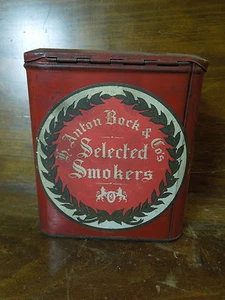 H. Anton Bock & Co's
Selected
Smokers